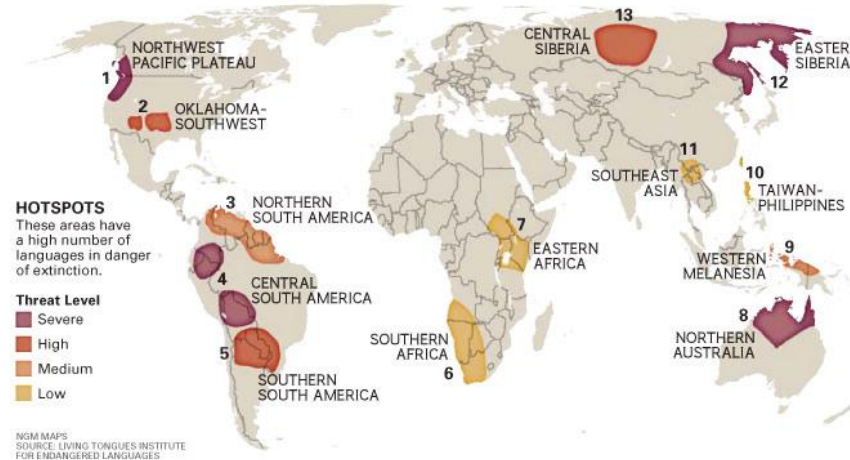 13
NORTHWEST
PACIFIC PLATEAU
CENTRAL
SIBERIA
EASTERN
SIBERIA
1
12
2
OKLAHOMA-
SOUTHWEST
11
SOUTHEAST
ASIA
10
TAIWAN-
PHILIPPINES
3
NORTHERN
SOUTH AMERICA
7
EASTERN
AFRICA
9
WESTERN
MELANESIA
HOTSPOTS
These areas have
a high number of
languages in danger
of extinction.
4
CENTRAL
SOUTH AMERICA
Threat Level
Severe
High
Medium
Low
5
SOUTHERN
SOUTH AMERICA
SOUTHERN
AFRICA
6
8
NORTHERN
AUSTRALIA
NGM MAPS
SOURCE: LIVING TONGUES INSTITUTE
FOR ENDANGERED LANGUAGES